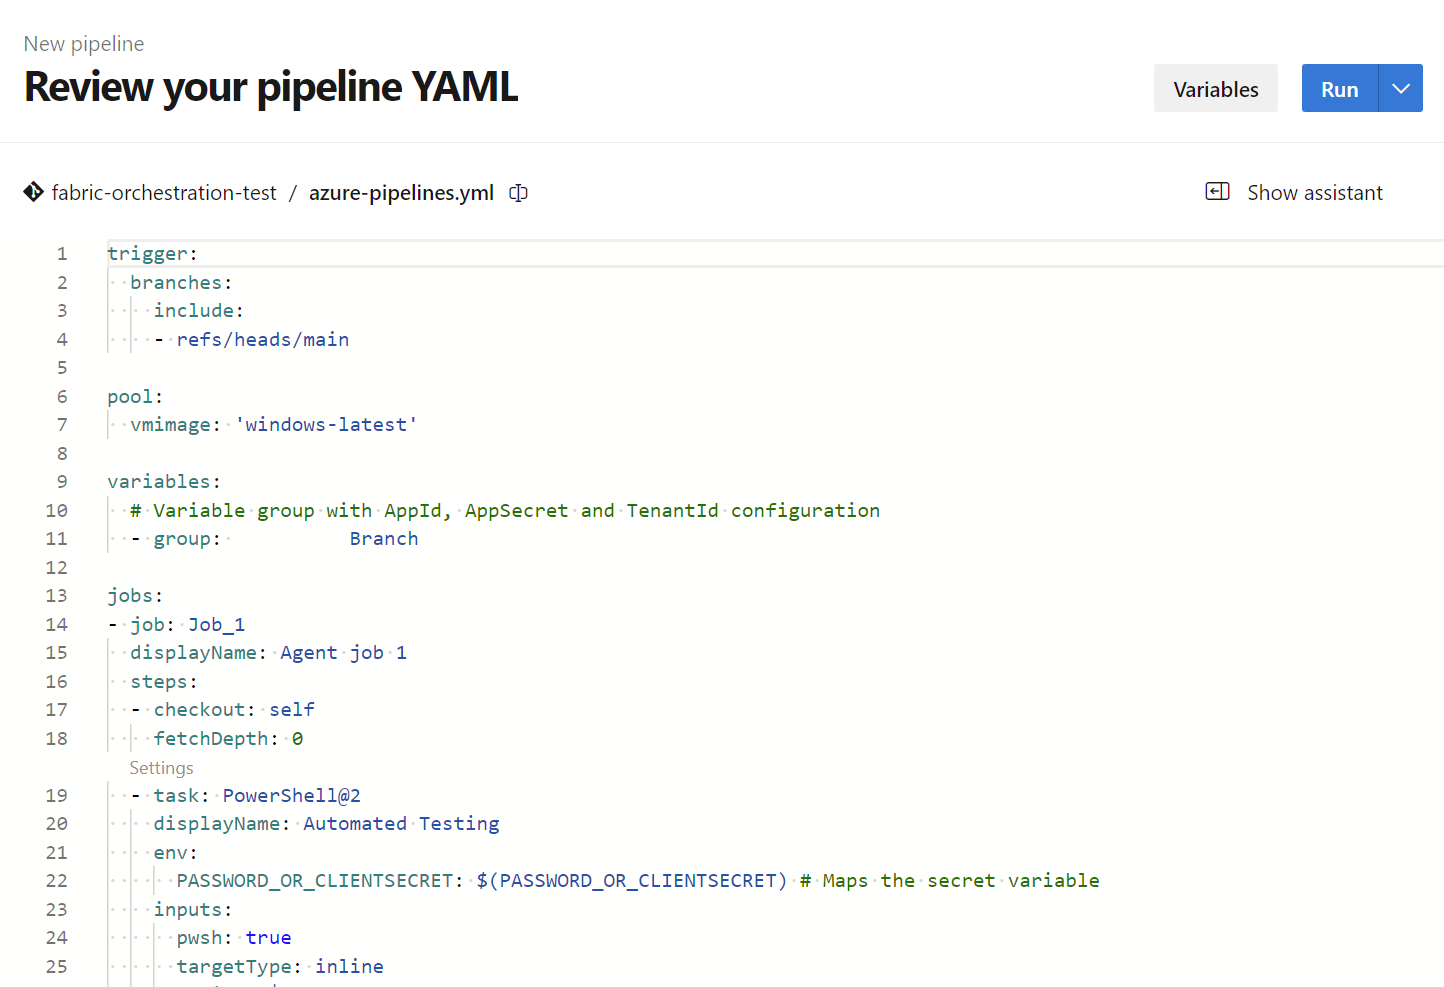 New pipeline
Review your pipeline YAML
Variables
Run
fabric-orchestration-test / azure-pipelines.yml
Show assistant
1 trigger:
2 branches:
3 include:
4 - refs/heads/main
5
6 pool:
7 vmimage: 'windows-latest'
8
9 variables:
10 # Variable group with AppId, AppSecret and TenantId configuration
11 - group: Branch
12
13 jobs:
14 - job: Job_1
15 displayName: Agent job 1
16 steps:
17 - checkout: self
18 fetchDepth: 0
Settings
19 - task: PowerShell@2
20 displayName: Automated Testing
21 env:
22 PASSWORD_OR_CLIENTSECRET: $(PASSWORD_OR_CLIENTSECRET) # Maps the secret variable
23 inputs:
24 pwsh: true
25 targetType: inline